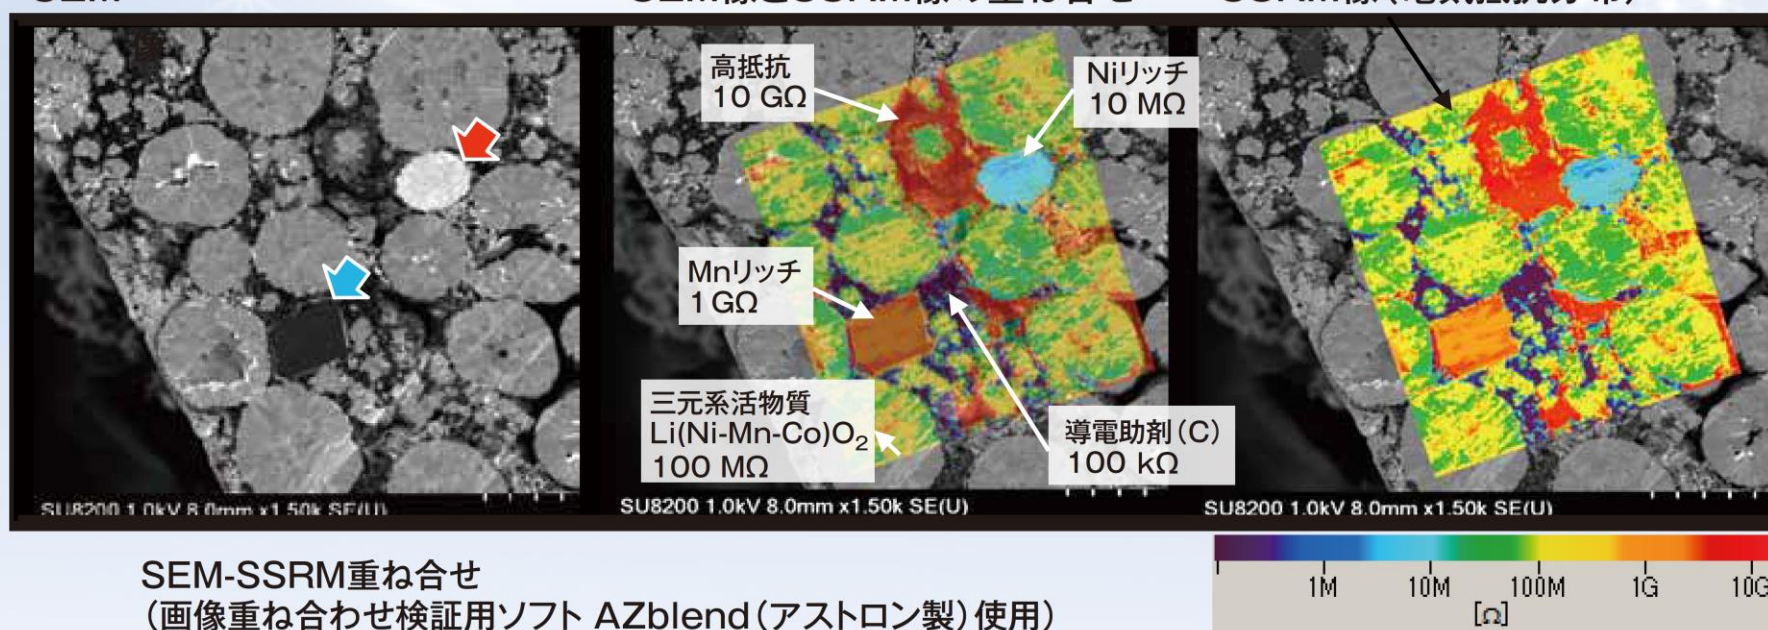 高抵抗
10 GΩ
Niリッチ
10 MΩ
Mnリッチ
1 GΩ
三元系活物質
Li(Ni-Mn-Co)O₂
100 MΩ
導電助剤(C)
100 kΩ
SU8200 1.0kV 8.0mm x1.50k SE(U)
SU8200 1.0kV 8.0mm x1.50k SE(U)
SU8200 1.0kV 8.0mm x1.50k SE(U)
SEM-SSRM重ね合せ
(画像重ね合わせ検証用ソフト AZblend(アストロン製)使用)
1M 10M 100M 1G 10G
[Ω]